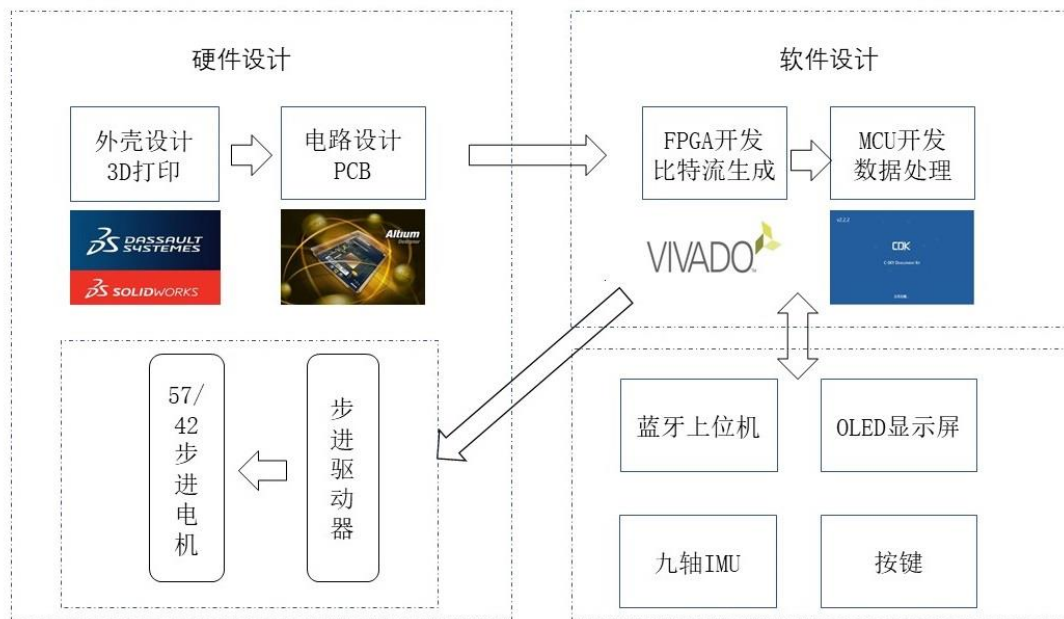 硬件设计
外壳设计
3D打印
电路设计
PCB
DASSAULT
SYSTEMES
SOLIDWORKS
Altium
Designer
软件设计
FPGA开发
比特流生成
MCU开发
数据处理
VIVADO
v2.2.2
CDK
57/
42
步
进
电
机
步
进
驱
动
器
蓝牙上位机
OLED显示屏
九轴IMU
按键